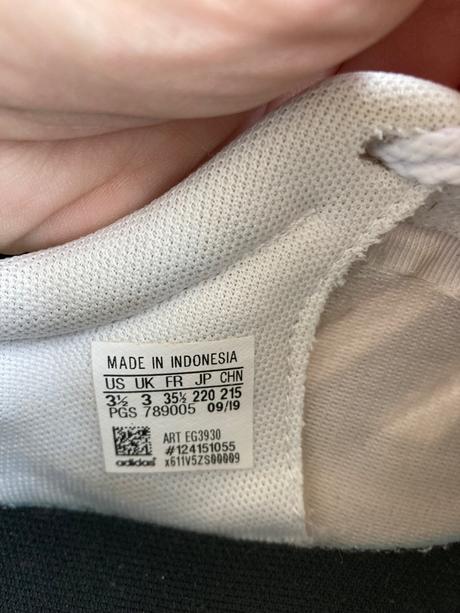 MADE IN INDONESIA
US UK FR JP CHN
3½ 3 35½ 220 215
PGS 789005 09/19
ART EG3930
#124151055
adidas x611V5ZS00009